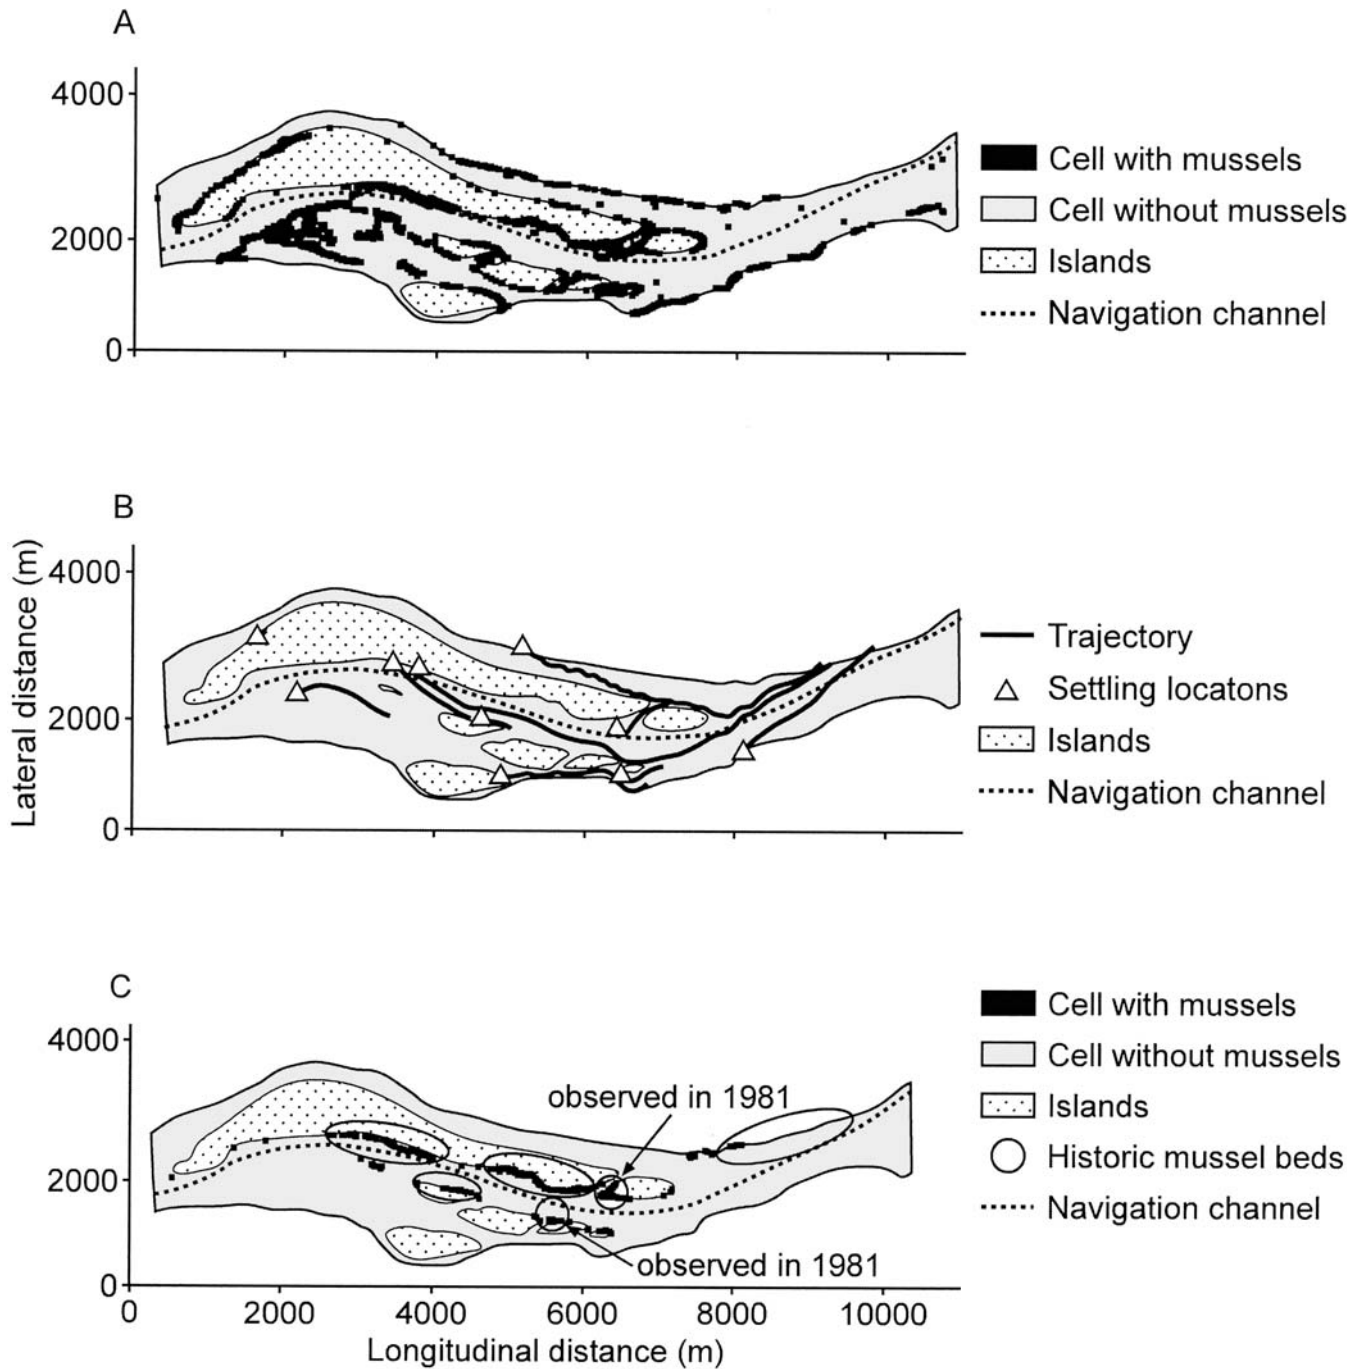 A
4000
2000
0
Cell with mussels
Cell without mussels
Islands
Navigation channel
B
Lateral distance (m)
4000
2000
0
Trajectory
Settling locatons
Islands
Navigation channel
C
4000
2000
0
observed in 1981
observed in 1981
Cell with mussels
Cell without mussels
Islands
Historic mussel beds
Navigation channel
0 2000 4000 6000 8000 10000
Longitudinal distance (m)